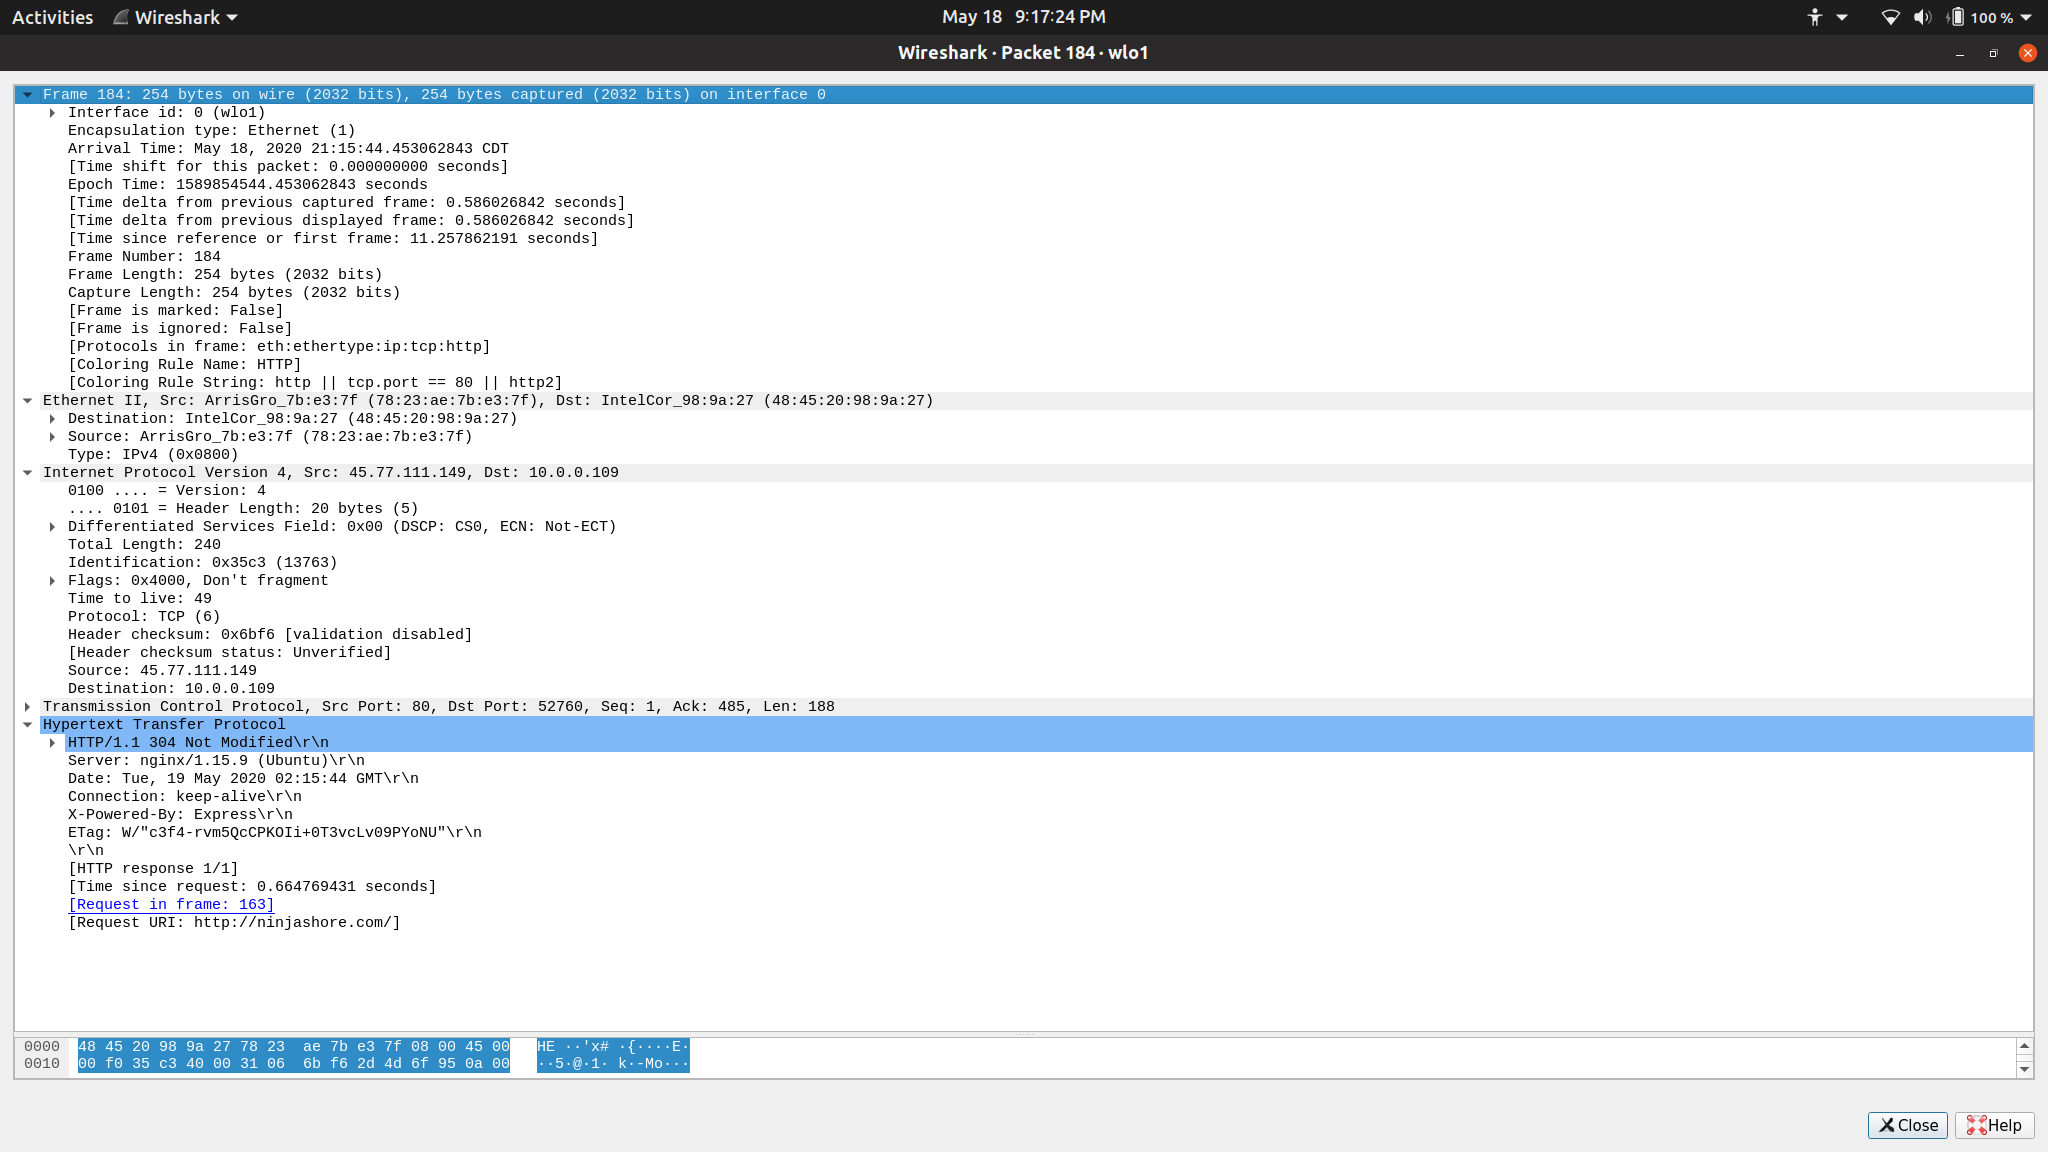 Activities Wireshark May 18 9:17:24 PM 100 %
Wireshark · Packet 184 · wlo1
Frame 184: 254 bytes on wire (2032 bits), 254 bytes captured (2032 bits) on interface 0
Interface id: 0 (wlo1)
Encapsulation type: Ethernet (1)
Arrival Time: May 18, 2020 21:15:44.453062843 CDT
[Time shift for this packet: 0.000000000 seconds]
Epoch Time: 1589854544.453062843 seconds
[Time delta from previous captured frame: 0.586026842 seconds]
[Time delta from previous displayed frame: 0.586026842 seconds]
[Time since reference or first frame: 11.257862191 seconds]
Frame Number: 184
Frame Length: 254 bytes (2032 bits)
Capture Length: 254 bytes (2032 bits)
[Frame is marked: False]
[Frame is ignored: False]
[Protocols in frame: eth:ethertype:ip:tcp:http]
[Coloring Rule Name: HTTP]
[Coloring Rule String: http || tcp.port == 80 || http2]
Ethernet II, Src: ArrisGro_7b:e3:7f (78:23:ae:7b:e3:7f), Dst: IntelCor_98:9a:27 (48:45:20:98:9a:27)
Destination: IntelCor_98:9a:27 (48:45:20:98:9a:27)
Source: ArrisGro_7b:e3:7f (78:23:ae:7b:e3:7f)
Type: IPv4 (0x0800)
Internet Protocol Version 4, Src: 45.77.111.149, Dst: 10.0.0.109
0100 .... = Version: 4
.... 0101 = Header Length: 20 bytes (5)
Differentiated Services Field: 0x00 (DSCP: CS0, ECN: Not-ECT)
Total Length: 240
Identification: 0x35c3 (13763)
Flags: 0x4000, Don't fragment
Time to live: 49
Protocol: TCP (6)
Header checksum: 0x6bf6 [validation disabled]
[Header checksum status: Unverified]
Source: 45.77.111.149
Destination: 10.0.0.109
Transmission Control Protocol, Src Port: 80, Dst Port: 52760, Seq: 1, Ack: 485, Len: 188
Hypertext Transfer Protocol
HTTP/1.1 304 Not Modified\r\n
Server: nginx/1.15.9 (Ubuntu)\r\n
Date: Tue, 19 May 2020 02:15:44 GMT\r\n
Connection: keep-alive\r\n
X-Powered-By: Express\r\n
ETag: W/"c3f4-rvm5QcCPKOIi+0T3vcLv09PYoNU"\r\n
\r\n
[HTTP response 1/1]
[Time since request: 0.664769431 seconds]
[Request in frame: 163]
[Request URI: http://ninjashore.com/]
0000 48 45 20 98 9a 27 78 23 ae 7b e3 7f 08 00 45 00 HE ··'x# ·{····E·
0010 00 f0 35 c3 40 00 31 06 6b f6 2d 4d 6f 95 0a 00 ··5·@·1· k·-Mo···
Close Help